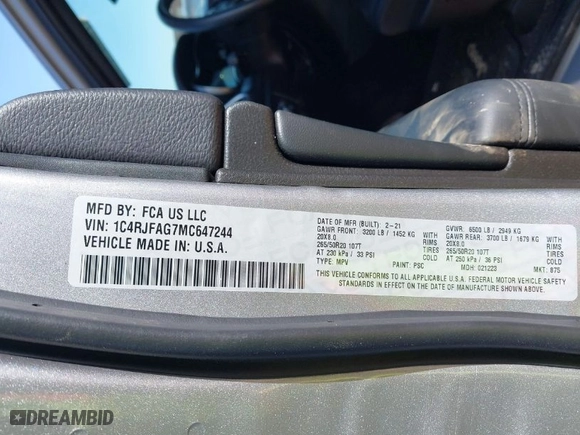 MFD BY: FCA US LLC
VIN: 1C4RJFAG7MC647244
VEHICLE MADE IN: U.S.A.
DATE OF MFR (BUILT): 2-21 GVWR: 6500 LB / 2949 KG
GAWR FRONT: 3200 LB / 1452 KG GAWR REAR: 3700 LB / 1679 KG
20X8.0 RIMS 20X8.0 RIMS
265/50R20 107T TIRES 265/50R20 107T TIRES
AT 230 kPa / 33 PSI COLD AT 250 kPa / 36 PSI COLD
TYPE: MPV PAINT: PSC MDH: 021223 MKT: 875
THIS VEHICLE CONFORMS TO ALL APPLICABLE U.S.A. FEDERAL MOTOR VEHICLE SAFETY
STANDARDS IN EFFECT ON THE DATE OF MANUFACTURE SHOWN ABOVE.
DREAMBID